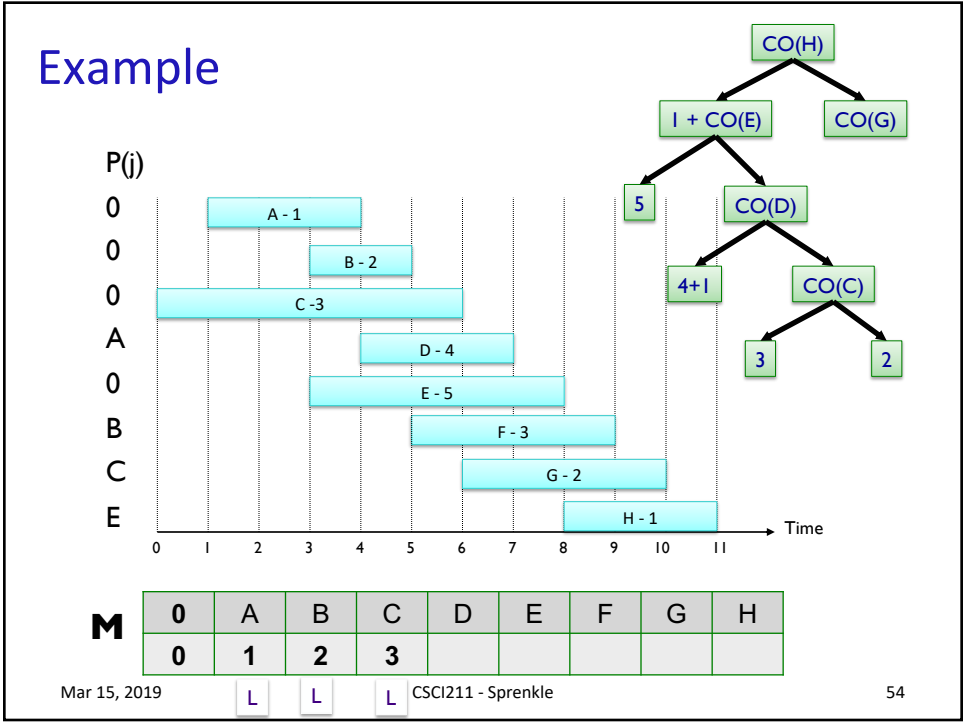 Example
CO(H)
1 + CO(E)
CO(G)
5
CO(D)
4+1
CO(C)
3
2
P(j)
0
A - 1
0
B - 2
0
C -3
A
D - 4
0
E - 5
B
F - 3
C
G - 2
E
H - 1
Time
0 1 2 3 4 5 6 7 8 9 10 11
M
0 A B C D E F G H
0 1 2 3
L L L
Mar 15, 2019 CSCI211 - Sprenkle 54